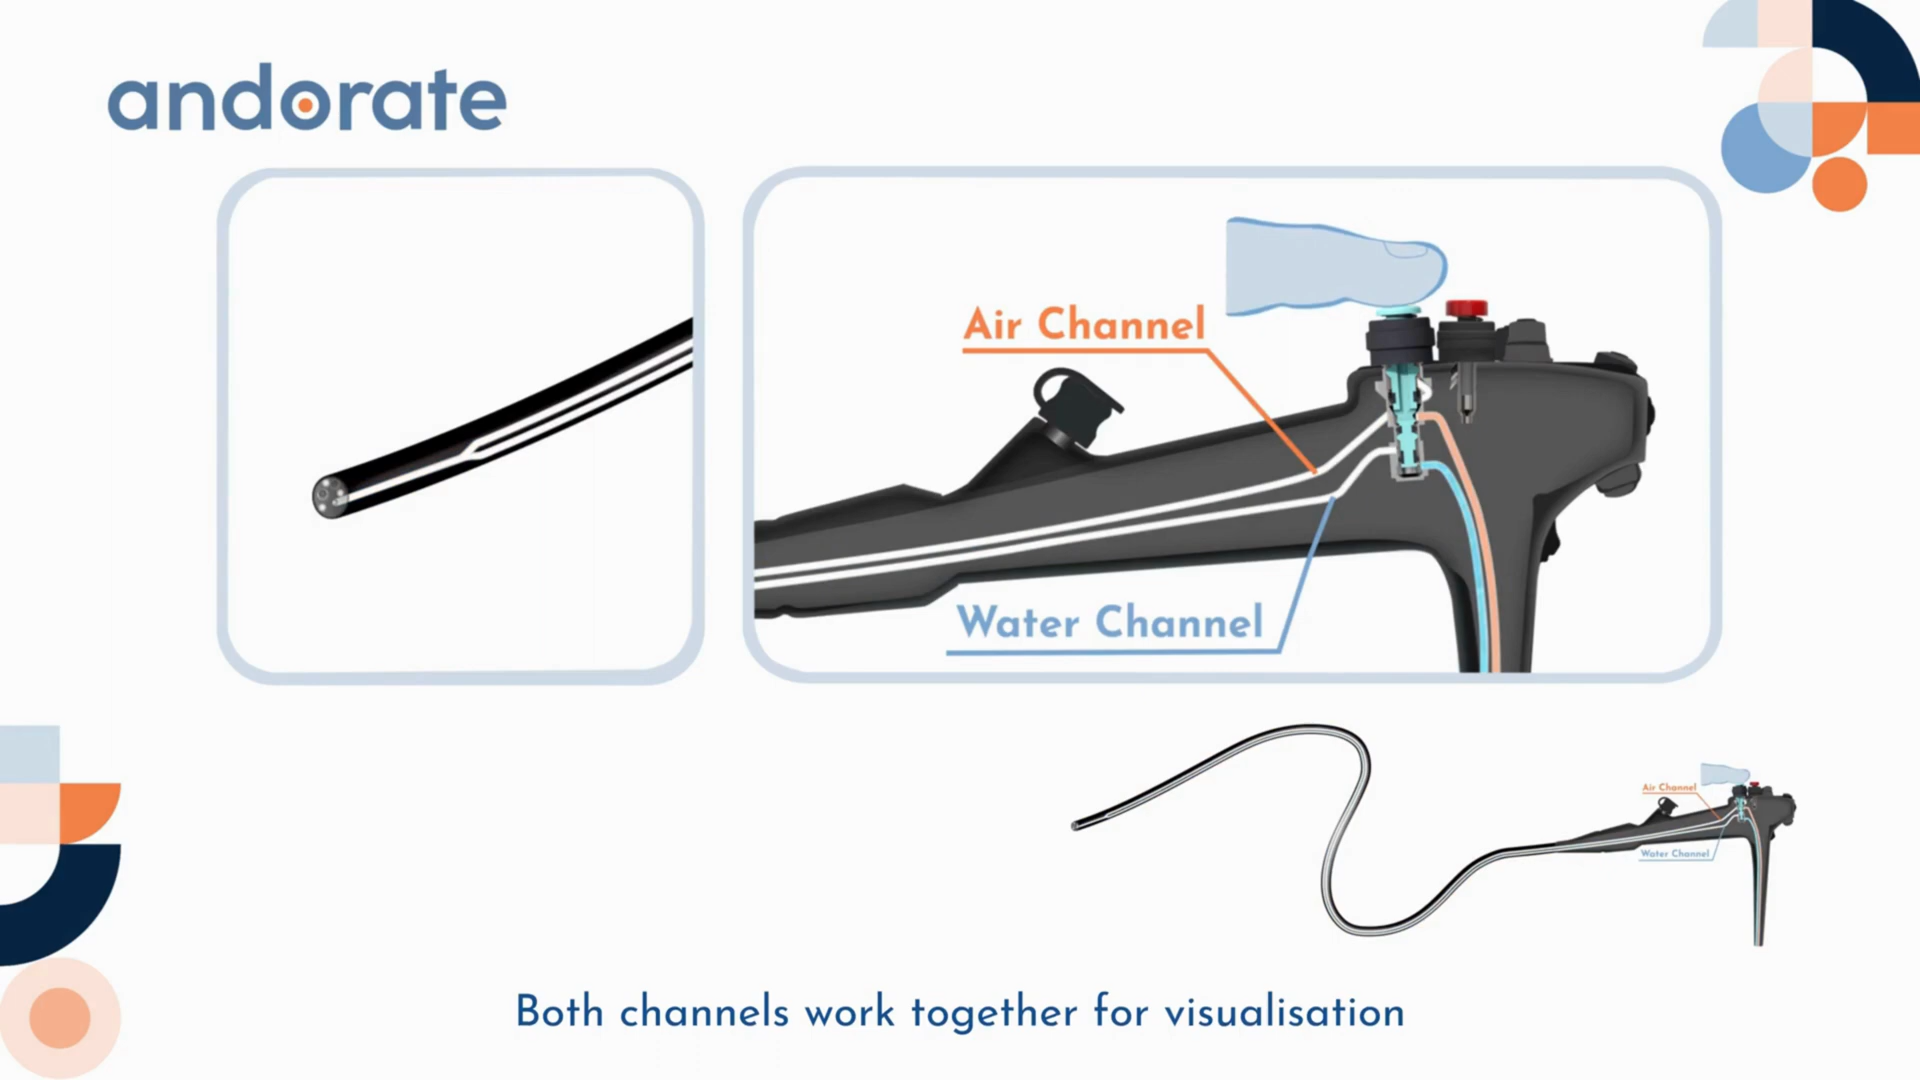 andorate
Air Channel
Water Channel
Air Channel
Water Channel
Both channels work together for visualisation